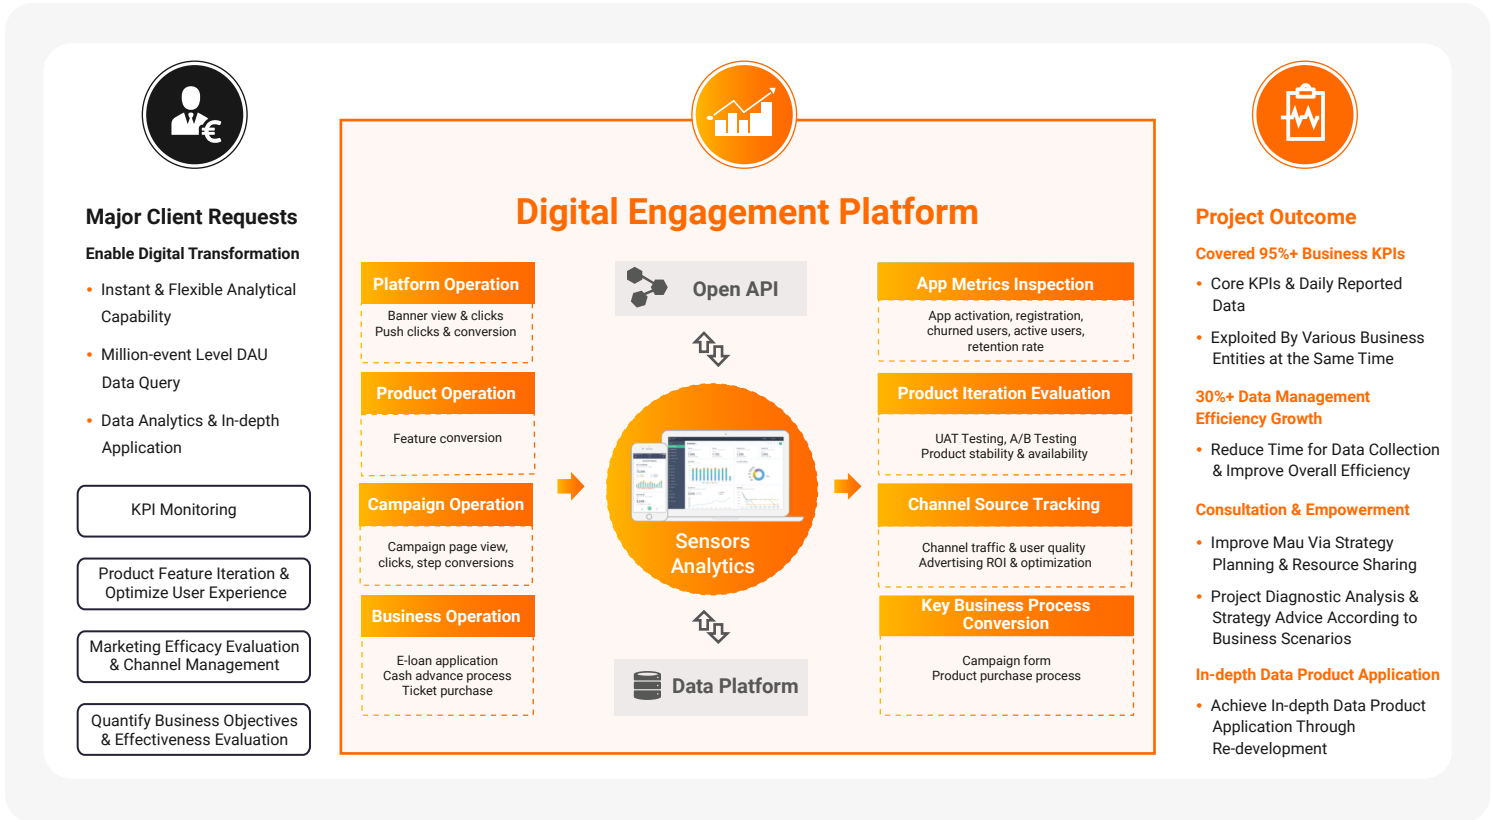 Major Client Requests
Enable Digital Transformation
• Instant & Flexible Analytical
Capability
• Million-event Level DAU
Data Query
• Data Analytics & In-depth
Application
KPI Monitoring
Product Feature Iteration &
Optimize User Experience
Marketing Efficacy Evaluation
& Channel Management
Quantify Business Objectives
& Effectiveness Evaluation
Digital Engagement Platform
Platform Operation
Banner view & clicks
Push clicks & conversion
Product Operation
Feature conversion
Campaign Operation
Campaign page view,
clicks, step conversions
Business Operation
E-loan application
Cash advance process
Ticket purchase
Open API
Sensors
Analytics
Data Platform
App Metrics Inspection
App activation, registration,
churned users, active users,
retention rate
Product Iteration Evaluation
UAT Testing, A/B Testing
Product stability & availability
Channel Source Tracking
Channel traffic & user quality
Advertising ROI & optimization
Key Business Process
Conversion
Campaign form
Product purchase process
Project Outcome
Covered 95%+ Business KPIs
• Core KPIs & Daily Reported
Data
• Exploited By Various Business
Entities at the Same Time
30%+ Data Management
Efficiency Growth
• Reduce Time for Data Collection
& Improve Overall Efficiency
Consultation & Empowerment
• Improve Mau Via Strategy
Planning & Resource Sharing
• Project Diagnostic Analysis &
Strategy Advice According to
Business Scenarios
In-depth Data Product Application
• Achieve In-depth Data Product
Application Through
Re-development